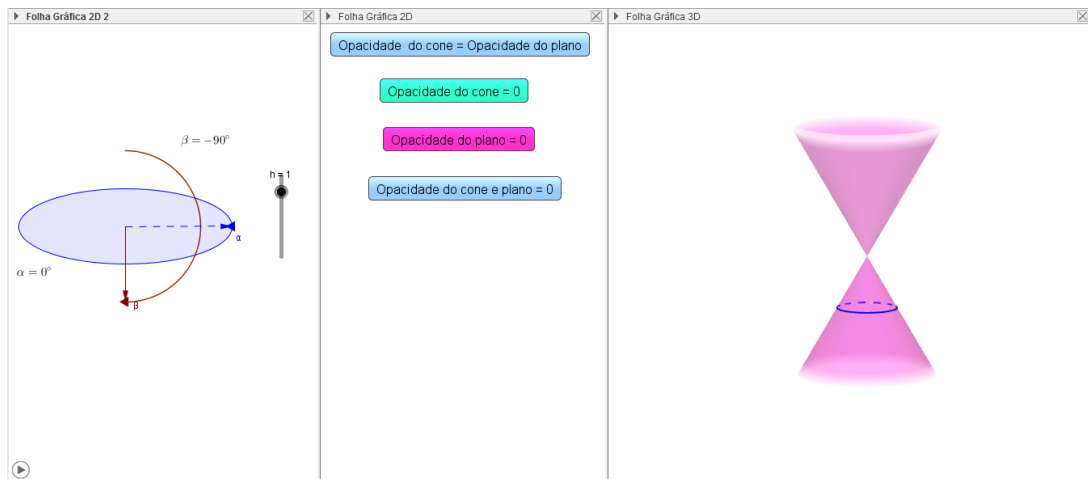 Folha Gráfica 2D 2
β = −90°
h = 1
α
α = 0°
β
Folha Gráfica 2D
Opacidade  do cone = Opacidade do plano
Opacidade do cone = 0
Opacidade do plano = 0
Opacidade do cone e plano = 0
Folha Gráfica 3D